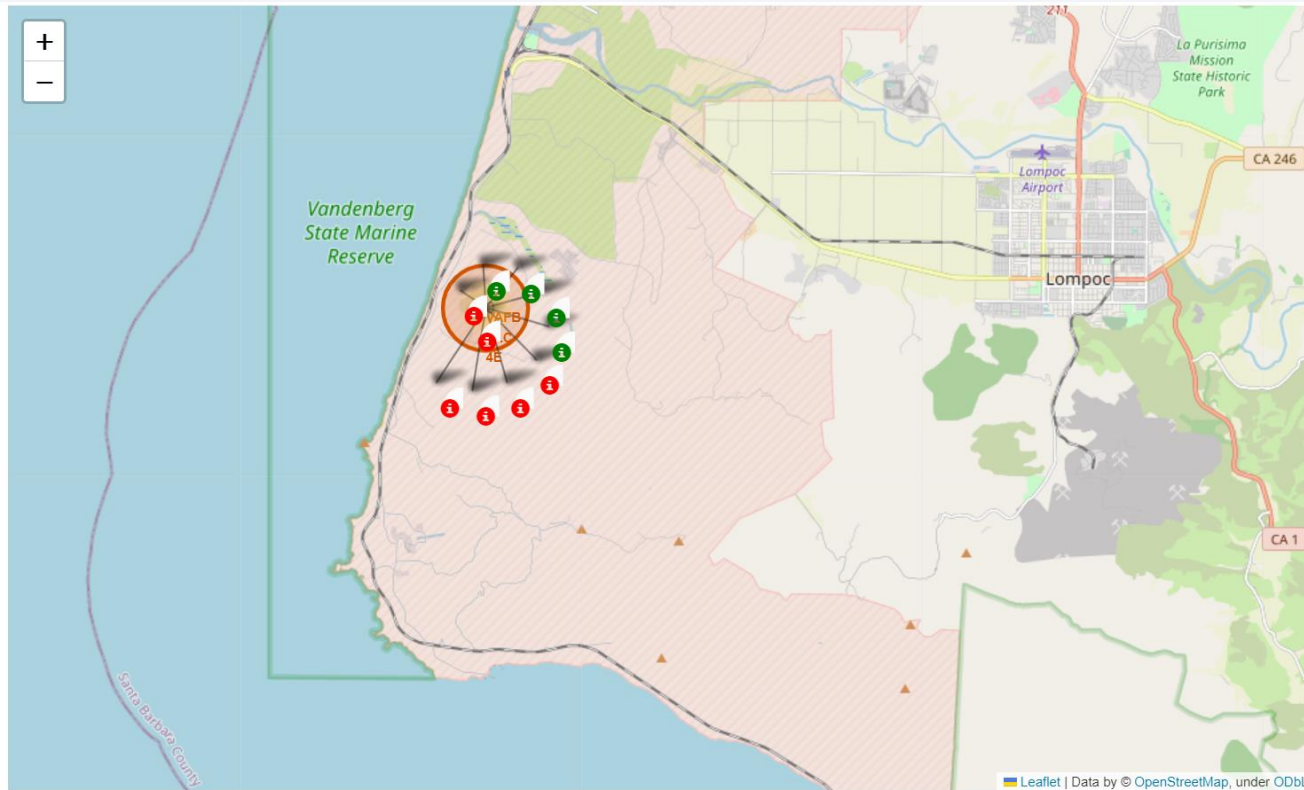 +
−
211
La Purisima
Mission
State Historic
Park
CA 246
Lompoc
Airport
Vandenberg
State Marine
Reserve
Lompoc
4E
CA 1
Santa Barbara County
Leaflet | Data by © OpenStreetMap, under ODbL